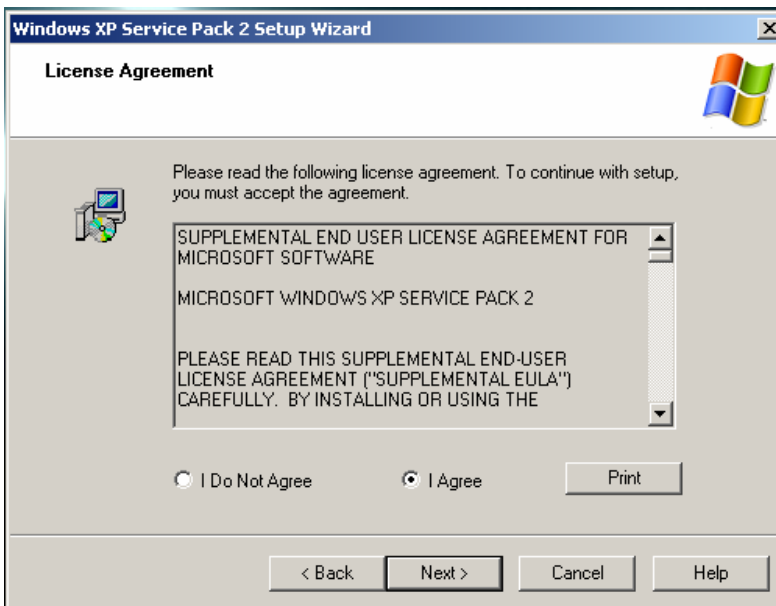 Windows XP Service Pack 2 Setup Wizard
License Agreement
Please read the following license agreement. To continue with setup,
you must accept the agreement.
SUPPLEMENTAL END USER LICENSE AGREEMENT FOR
MICROSOFT SOFTWARE
MICROSOFT WINDOWS XP SERVICE PACK 2
PLEASE READ THIS SUPPLEMENTAL END-USER
LICENSE AGREEMENT ("SUPPLEMENTAL EULA")
CAREFULLY. BY INSTALLING OR USING THE
I Do Not Agree I Agree Print
< Back Next > Cancel Help